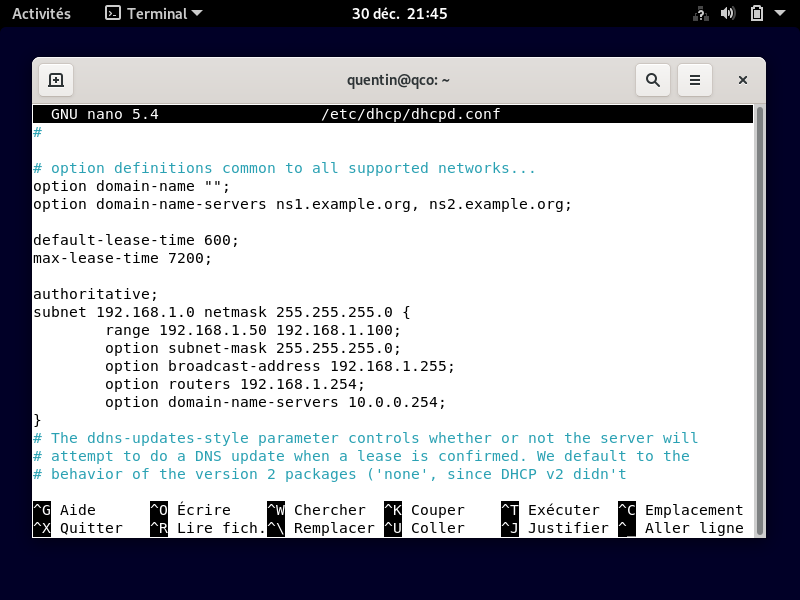 Activités Terminal 30 déc. 21:45
quentin@qco: ~
GNU nano 5.4 /etc/dhcp/dhcpd.conf
#
# option definitions common to all supported networks...
option domain-name "";
option domain-name-servers ns1.example.org, ns2.example.org;
default-lease-time 600;
max-lease-time 7200;
authoritative;
subnet 192.168.1.0 netmask 255.255.255.0 {
range 192.168.1.50 192.168.1.100;
option subnet-mask 255.255.255.0;
option broadcast-address 192.168.1.255;
option routers 192.168.1.254;
option domain-name-servers 10.0.0.254;
}
# The ddns-updates-style parameter controls whether or not the server will
# attempt to do a DNS update when a lease is confirmed. We default to the
# behavior of the version 2 packages ('none', since DHCP v2 didn't
^G Aide ^O Écrire ^W Chercher ^K Couper ^T Exécuter ^C Emplacement
^X Quitter ^R Lire fich. ^\ Remplacer ^U Coller ^J Justifier ^_ Aller ligne